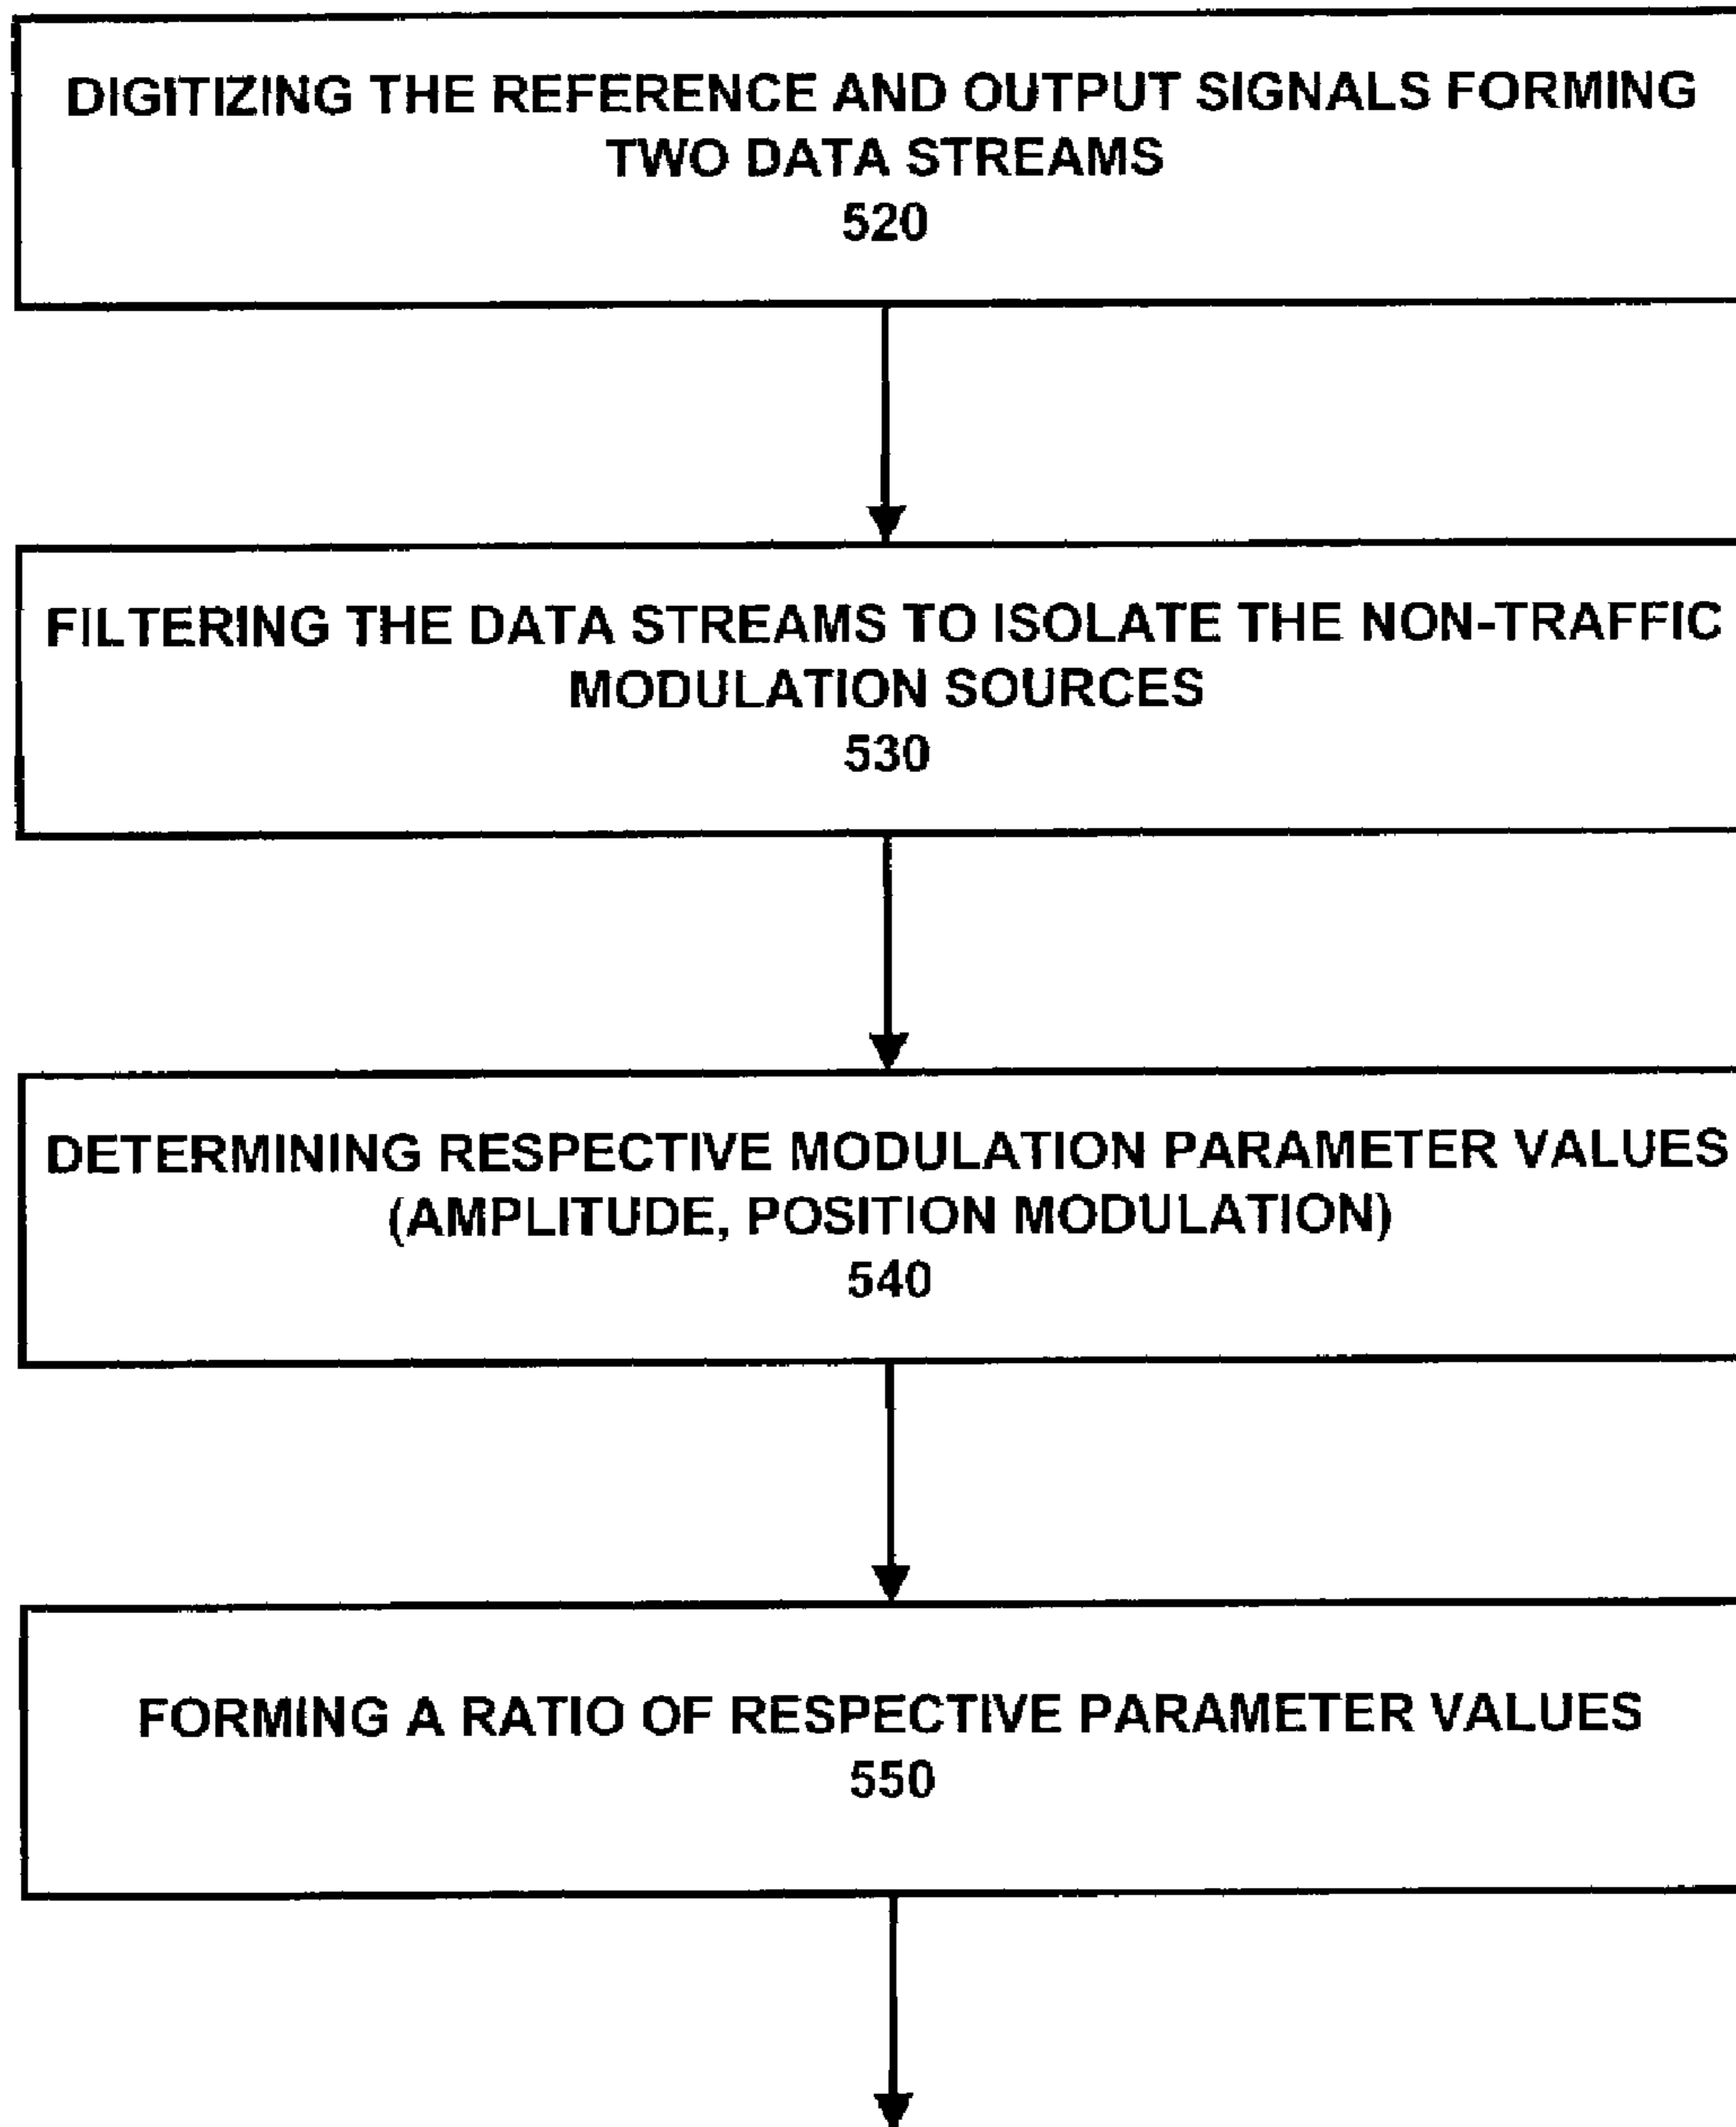 DIGITIZING THE REFERENCE AND OUTPUT SIGNALS FORMING
TWO DATA STREAMS
520
FILTERING THE DATA STREAMS TO ISOLATE THE NON-TRAFFIC
MODULATION SOURCES
530
DETERMINING RESPECTIVE MODULATION PARAMETER VALUES
(AMPLITUDE, POSITION MODULATION)
540
FORMING A RATIO OF RESPECTIVE PARAMETER VALUES
550